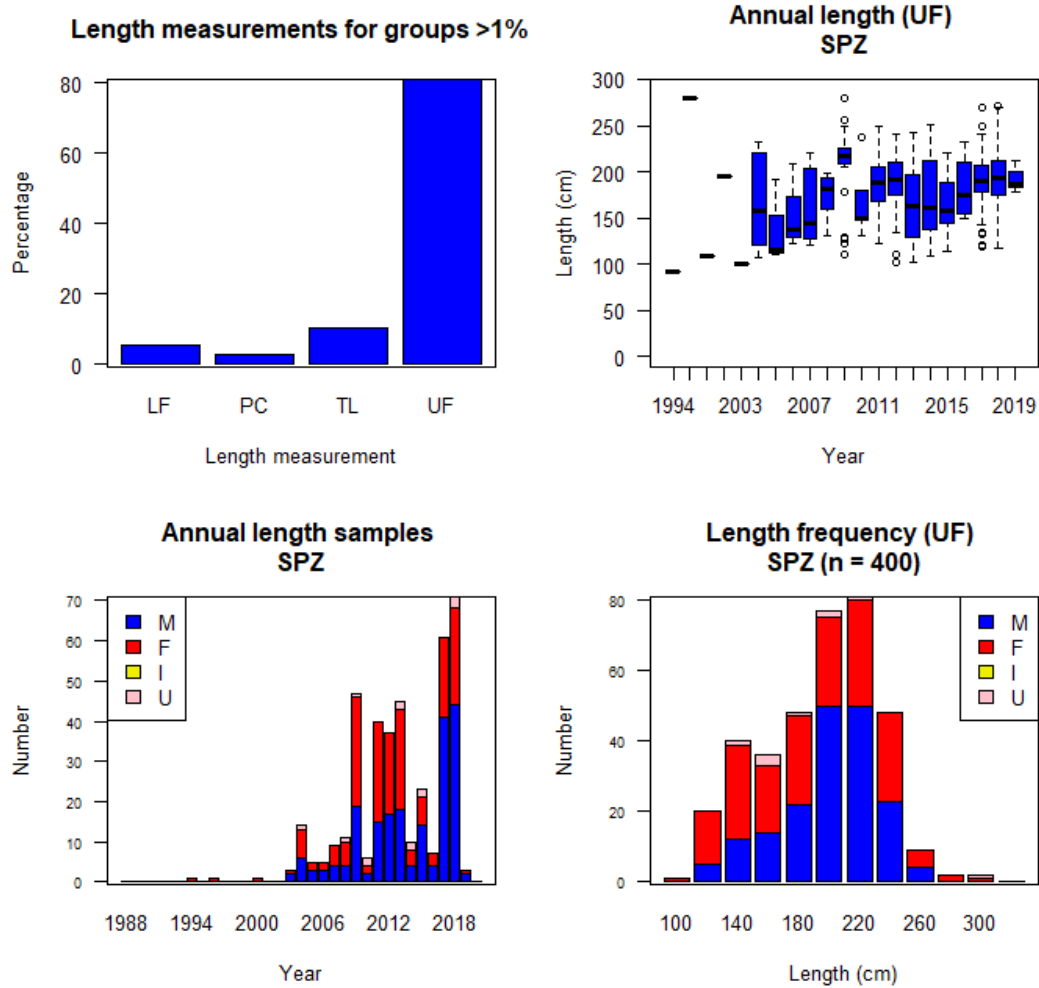 Length measurements for groups >1%
Percentage
80
60
40
20
0
LF PC TL UF
Length measurement
Annual length (UF)
SPZ
Length (cm)
300
250
200
150
100
50
0
1994 2003 2007 2011 2015 2019
Year
Annual length samples
SPZ
Number
70
60
50
40
30
20
10
0
M
F
I
U
1988 1994 2000 2006 2012 2018
Year
Length frequency (UF)
SPZ (n = 400)
Number
80
60
40
20
0
M
F
I
U
100 140 180 220 260 300
Length (cm)